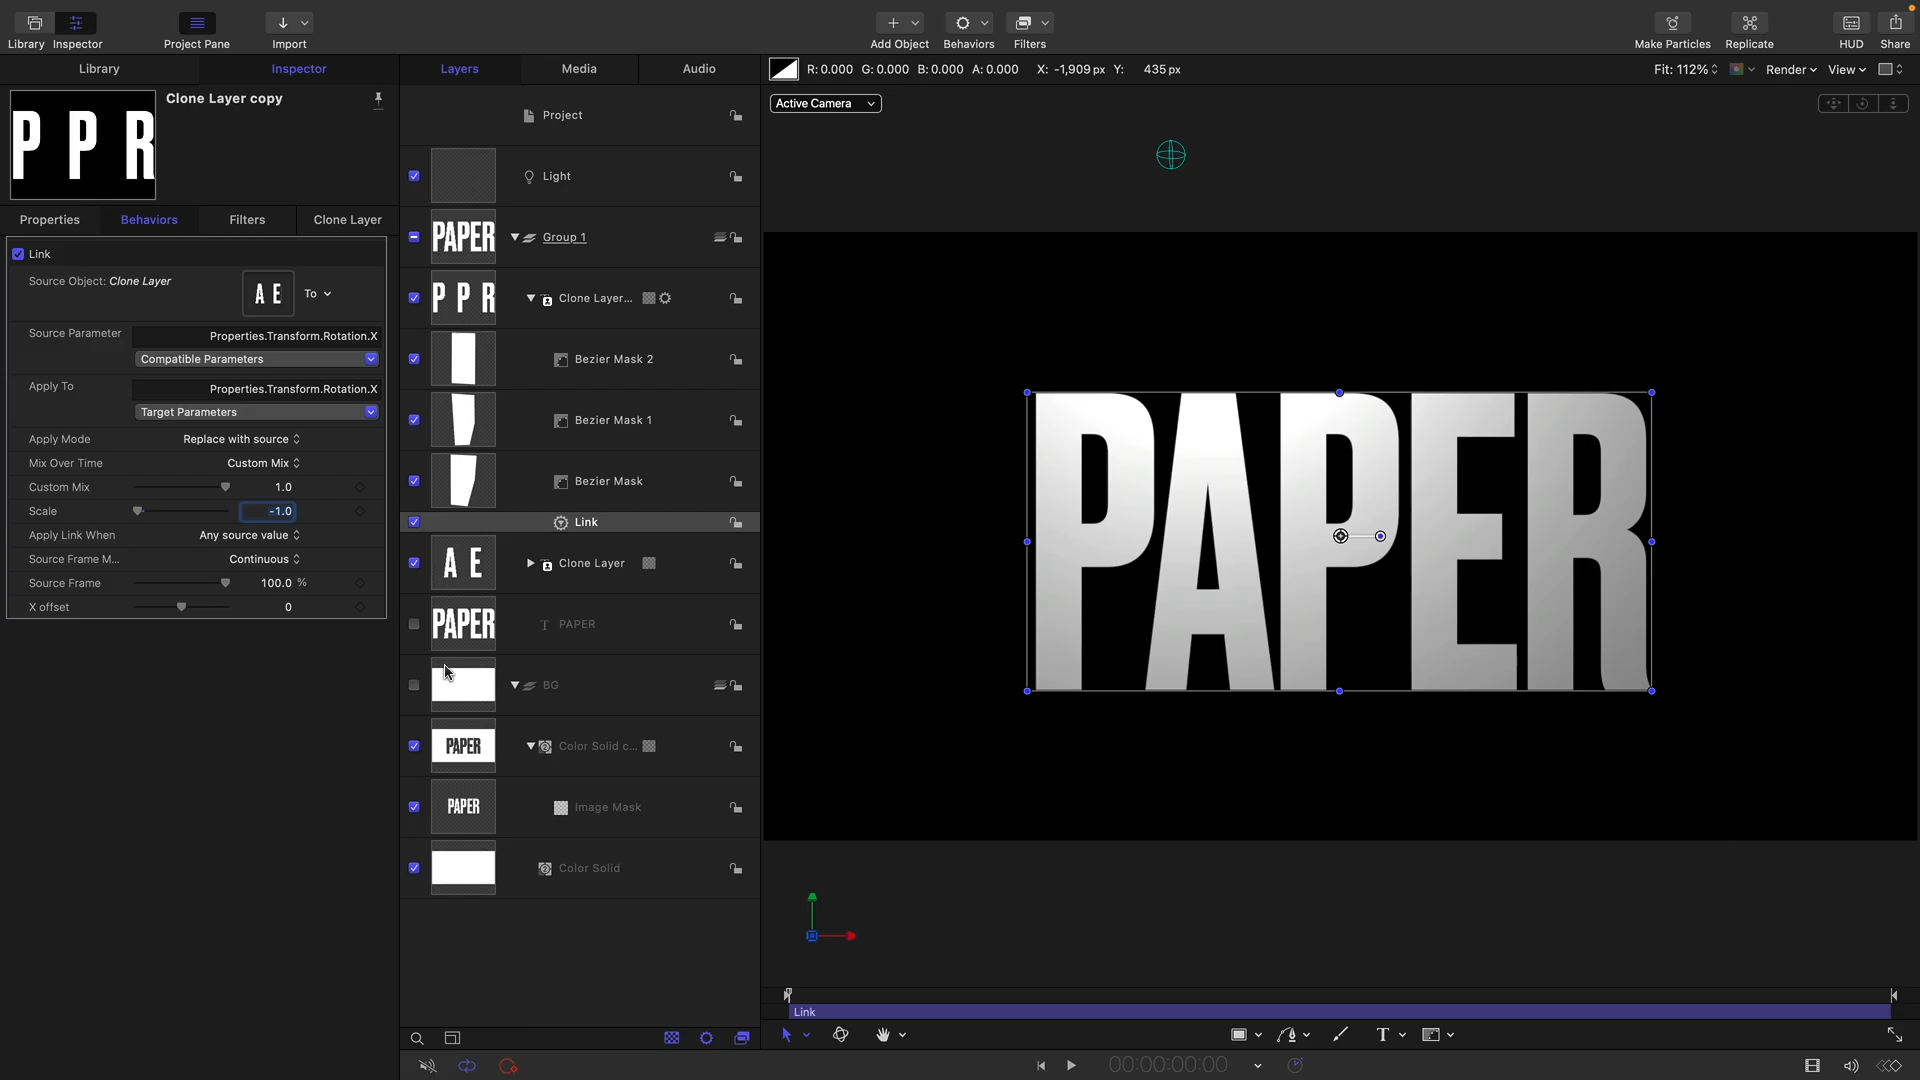 Library
Inspector
Project Pane
Import
Add Object
Behaviors
Filters
Make Particles
Replicate
HUD
Share
Library
Inspector
Layers
Media
Audio
R: 0.000 G: 0.000 B: 0.000 A: 0.000 X: -1,909 px Y: 435 px
Fit: 112%
Render
View
P P R
Clone Layer copy
Active Camera
Properties
Behaviors
Filters
Clone Layer
Link
Source Object: Clone Layer
A E
To
Source Parameter
Properties.Transform.Rotation.X
Compatible Parameters
Apply To
Properties.Transform.Rotation.X
Target Parameters
Apply Mode
Replace with source
Mix Over Time
Custom Mix
Custom Mix
1.0
Scale
-1.0
Apply Link When
Any source value
Source Frame M...
Continuous
Source Frame
100.0 %
X offset
0
Project
Light
PAPER
Group 1
P P R
Clone Layer...
Bezier Mask 2
Bezier Mask 1
Bezier Mask
Link
A E
Clone Layer
PAPER
T PAPER
BG
PAPER
Color Solid c...
PAPER
Image Mask
Color Solid
PAPER
Link
T
00:00:00:00